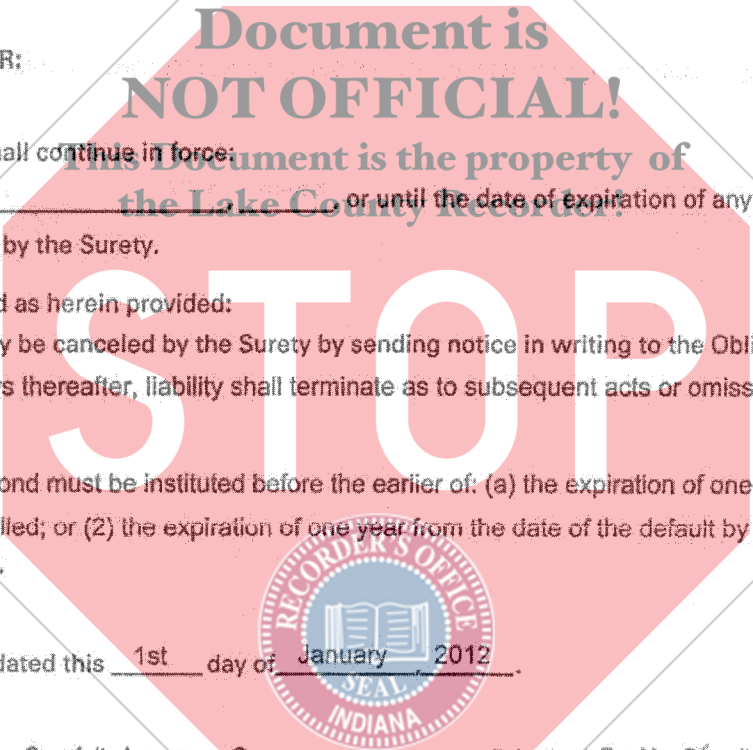 Document is
NOT OFFICIAL!
This Document is the property of
the Lake County Recorder!
R:
all continue in force:
, , or until the date of expiration of any
by the Surety.
d as herein provided:
y be canceled by the Surety by sending notice in writing to the Obli
s thereafter, liability shall terminate as to subsequent acts or omiss
STOP
ond must be instituted before the earlier of: (a) the expiration of one
lled; or (2) the expiration of one year from the date of the default by
.
RECORDER'S OFFICE
dated this 1st day of January, 2012.
SEAL
INDIANA